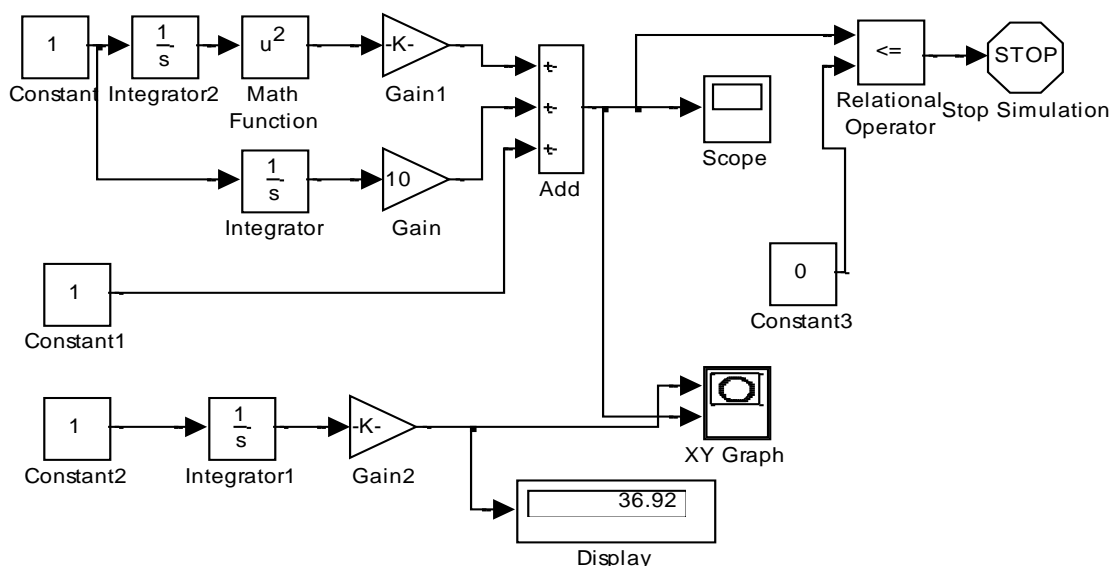 1
Constant
1
s
Integrator2
u2
Math
Function
-K-
Gain1
1
s
Integrator
10
Gain
+
+
+
Add
Scope
<=
Relational
Operator
STOP
Stop Simulation
0
Constant3
1
Constant1
1
Constant2
1
s
Integrator1
-K-
Gain2
XY Graph
36.92
Display